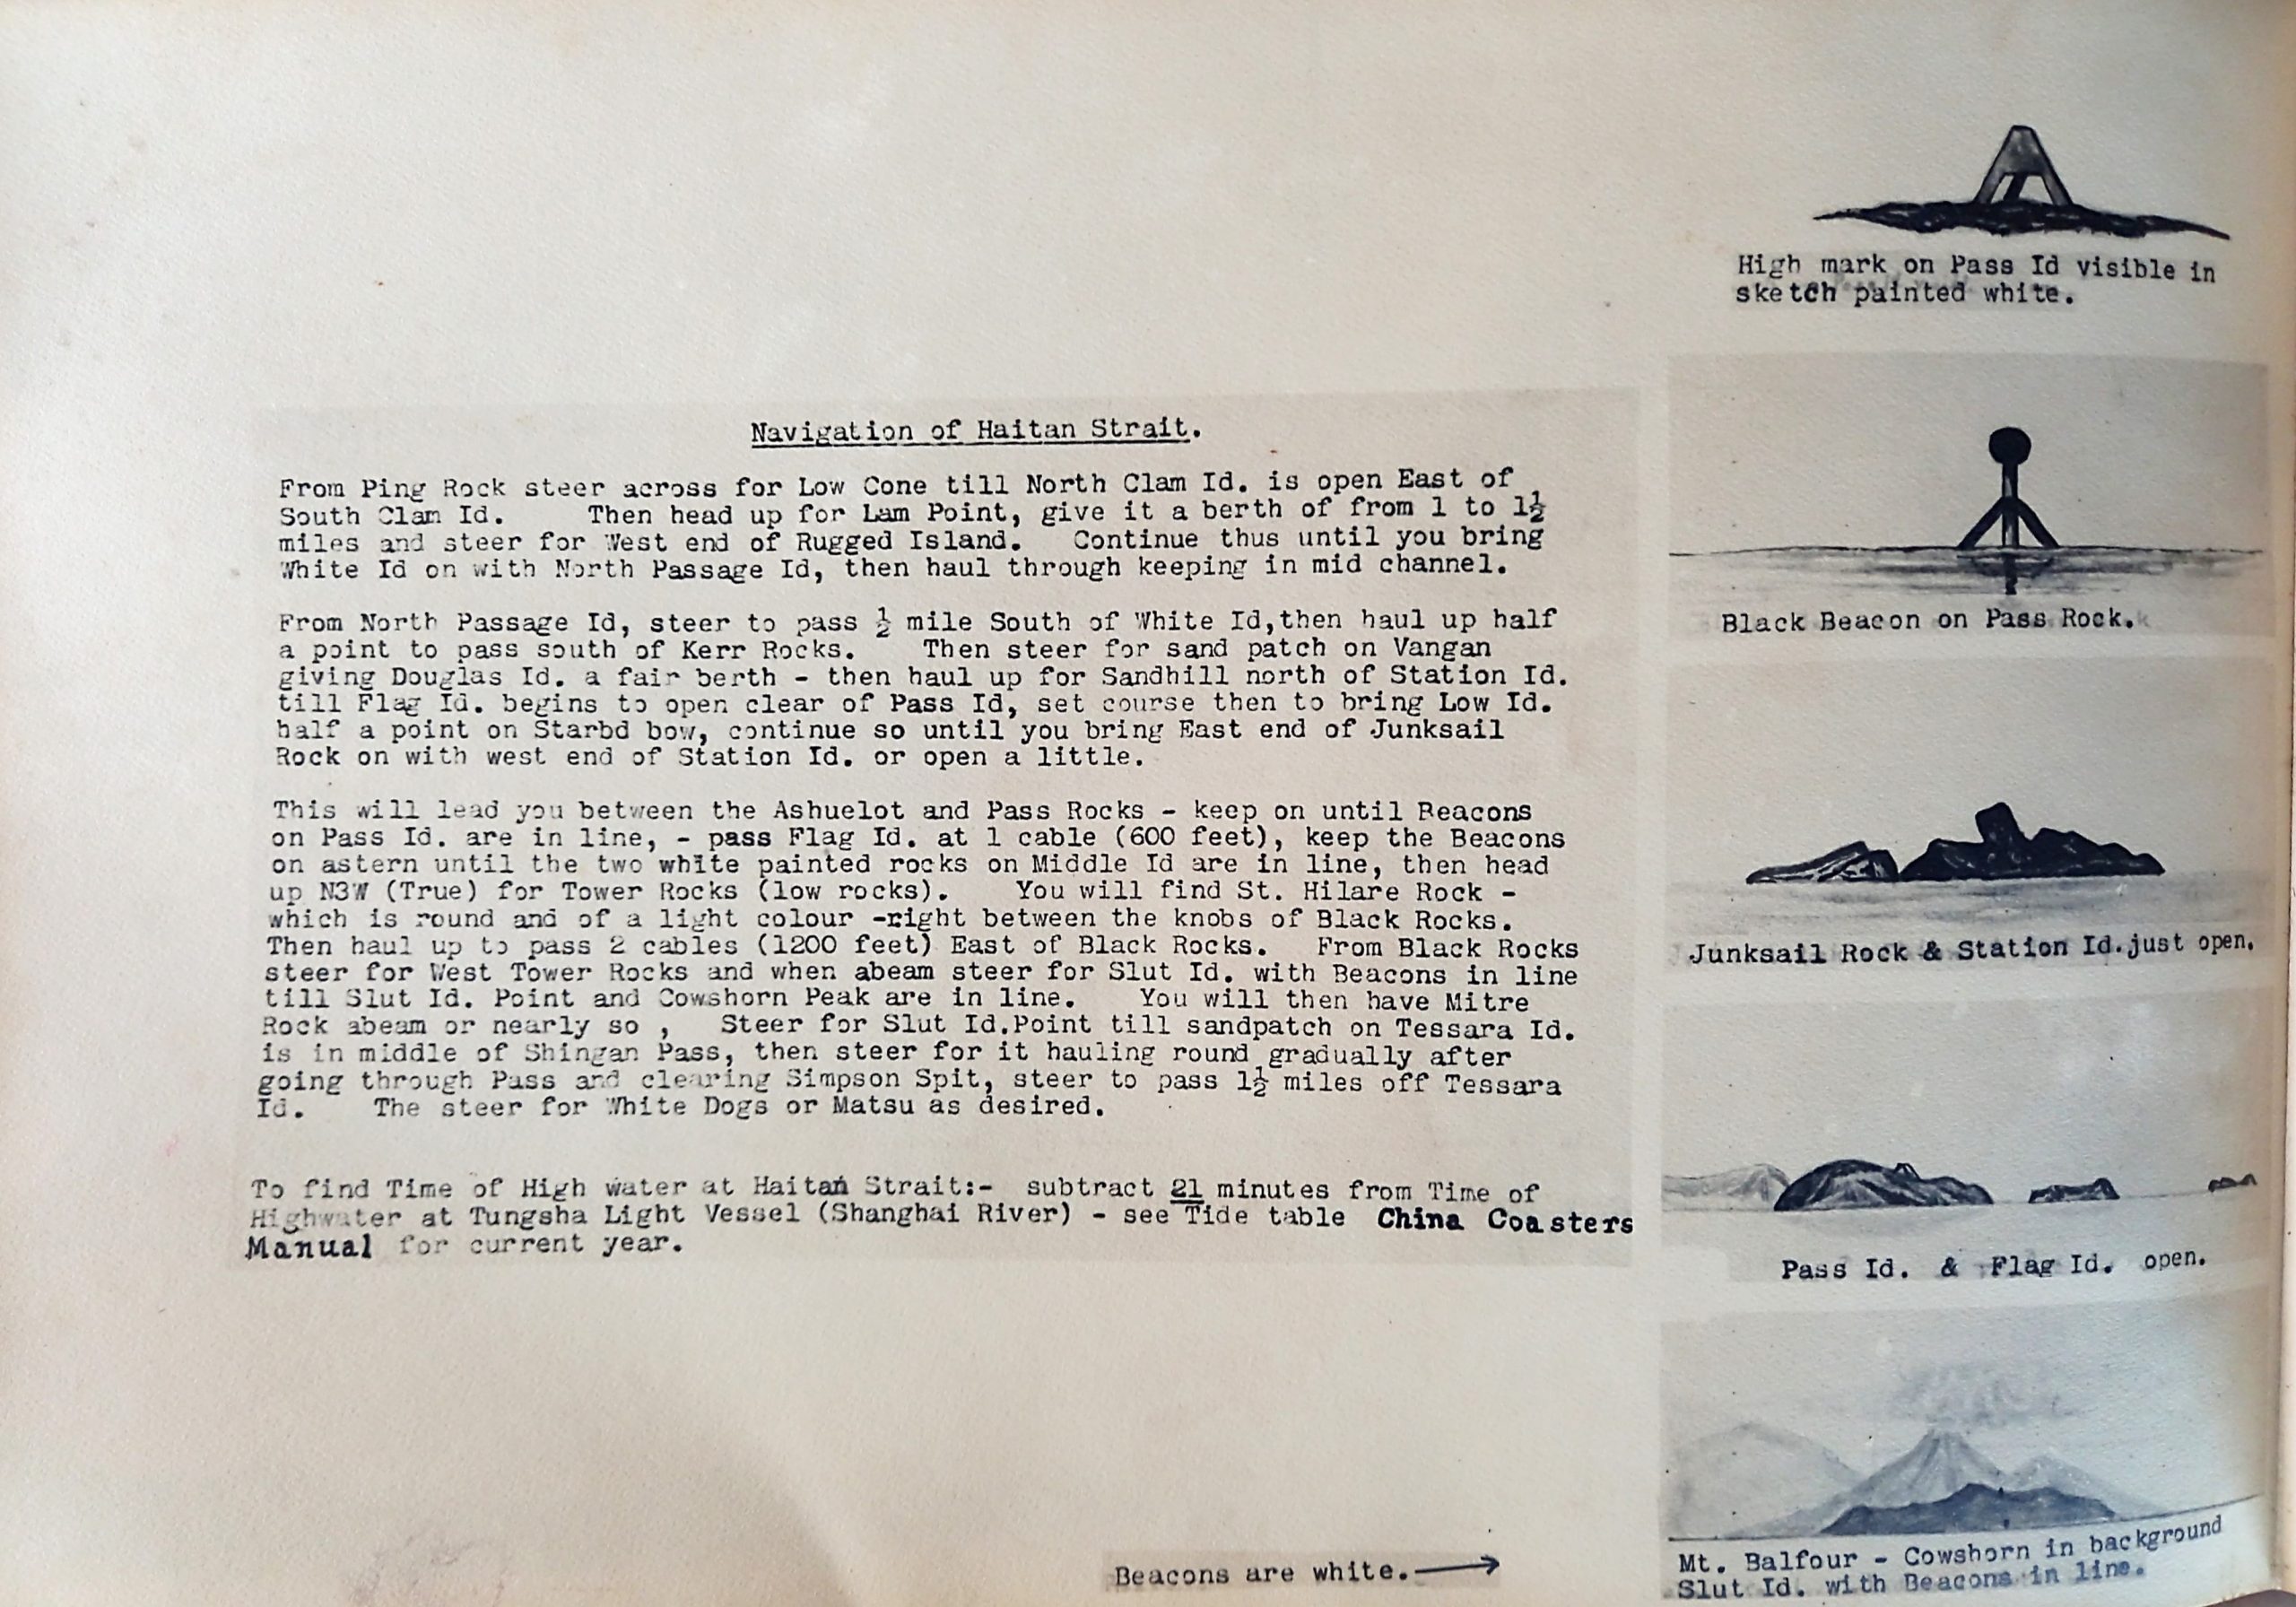 Navigation of Haitan Strait.
From Ping Rock steer across for Low Cone till North Clam Id. is open East of
South Clam Id. Then head up for Lam Point, give it a berth of from 1 to 1½
miles and steer for West end of Rugged Island. Continue thus until you bring
White Id on with North Passage Id, then haul through keeping in mid channel.
From North Passage Id, steer to pass ½ mile South of White Id,then haul up half
a point to pass south of Kerr Rocks. Then steer for sand patch on Vangan
giving Douglas Id. a fair berth - then haul up for Sandhill north of Station Id.
till Flag Id. begins to open clear of Pass Id, set course then to bring Low Id.
half a point on Starbd bow, continue so until you bring East end of Junksail
Rock on with west end of Station Id. or open a little.
This will lead you between the Ashuelot and Pass Rocks - keep on until Beacons
on Pass Id. are in line, - pass Flag Id. at 1 cable (600 feet), keep the Beacons
on astern until the two white painted rocks on Middle Id are in line, then head
up N3W (True) for Tower Rocks (low rocks). You will find St. Hilare Rock -
which is round and of a light colour -right between the knobs of Black Rocks.
Then haul up to pass 2 cables (1200 feet) East of Black Rocks. From Black Rocks
steer for West Tower Rocks and when abeam steer for Slut Id. with Beacons in line
till Slut Id. Point and Cowshorn Peak are in line. You will then have Mitre
Rock abeam or nearly so , Steer for Slut Id.Point till sandpatch on Tessara Id.
is in middle of Shingan Pass, then steer for it hauling round gradually after
going through Pass and clearing Simpson Spit, steer to pass 1½ miles off Tessara
Id. The steer for White Dogs or Matsu as desired.
To find Time of High water at Haitan Strait:- subtract 21 minutes from Time of
Highwater at Tungsha Light Vessel (Shanghai River) - see Tide table China Coasters
Manual for current year.
Beacons are white.→
High mark on Pass Id visible in
sketch painted white.
Black Beacon on Pass Rock.
Junksail Rock & Station Id.just open.
Pass Id. & Flag Id. open.
Mt. Balfour - Cowshorn in background
Slut Id. with Beacons in line.